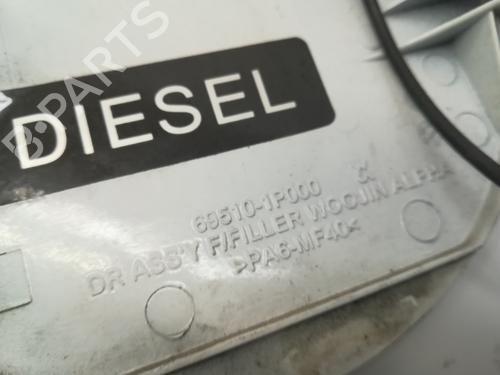 B-PARTS
DIESEL
69510-1P000
DR ASS'Y F/FILLER WOOJIN ALPHA
>PA6-MF40<